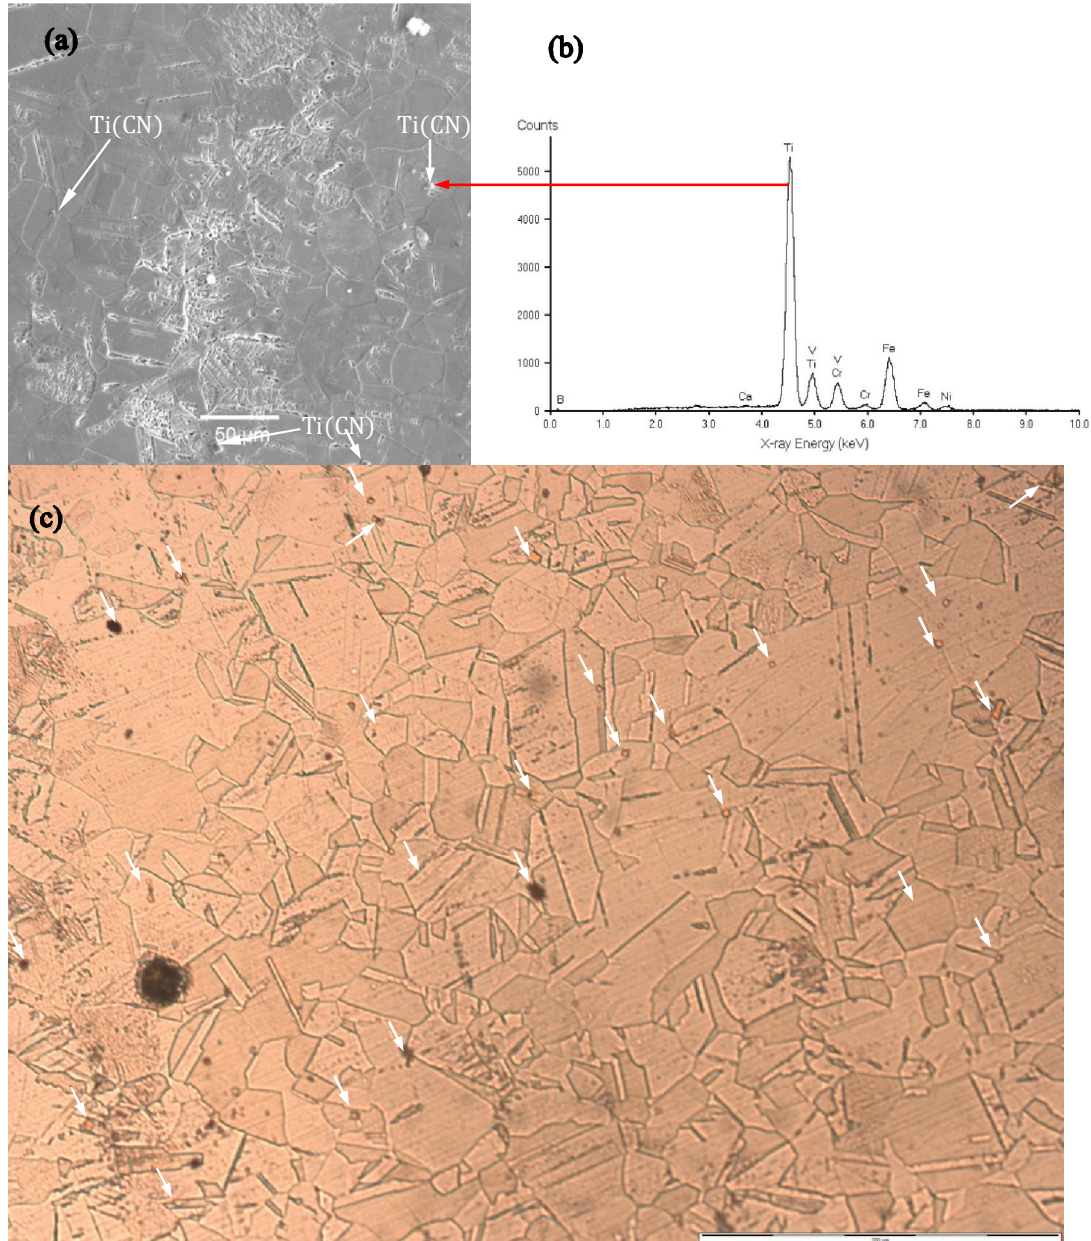 (a)
(b)
Ti(CN)
Ti(CN)
50 µm
Ti(CN)
Counts
5000
4000
3000
2000
1000
0
Ti
V
Ti
V
Cr
Cr
Fe
Fe
Ni
Ca
B
0.0 1.0 2.0 3.0 4.0 5.0 6.0 7.0 8.0 9.0 10.0
X-ray Energy (keV)
(c)